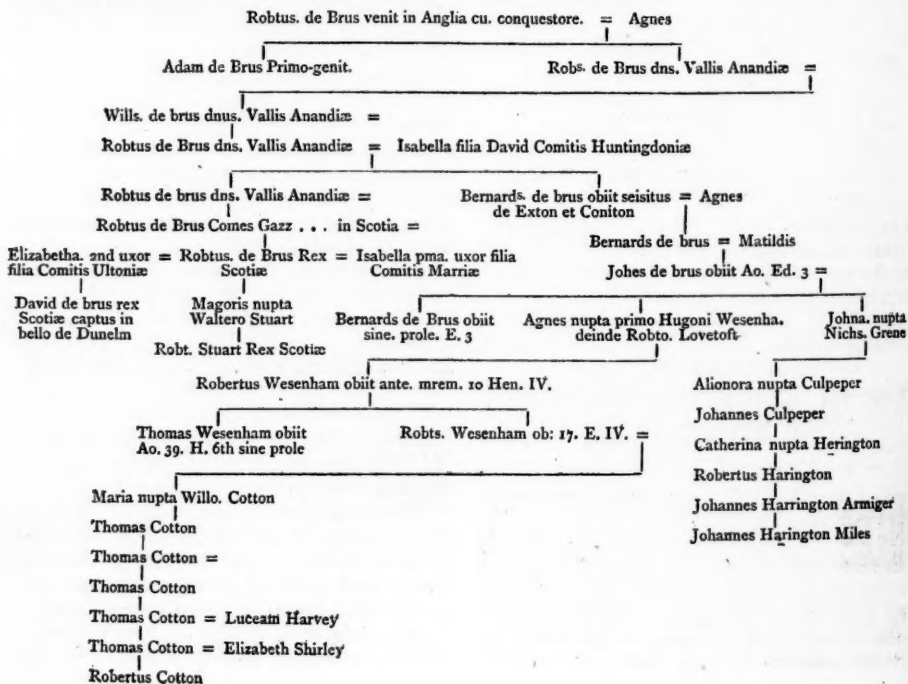 Robtus. de Brus venit in Anglia cu. conquestore. = Agnes
Adam de Brus Primo-genit. Robs. de Brus dns. Vallis Anandiæ =
Wills. de brus dnus. Vallis Anandiæ =
Robtus de Brus dns. Vallis Anandiæ = Isabella filia David Comitis Huntingdoniæ
Robtus de brus dns. Vallis Anandiæ =
Bernards. de brus obiit seisitus = Agnes
de Exton et Coniton
Robtus de Brus Comes Gazz . . . in Scotia =
Bernards de brus = Matildis
Elizabetha. 2nd uxor = Robtus. de Brus Rex = Isabella pma. uxor filia
filia Comitis Ultoniæ Scotiæ Comitis Marriæ
Johes de brus obiit Ao. Ed. 3 =
David de brus rex
Scotiæ captus in
bello de Dunelm
Magoris nupta
Waltero Stuart
Bernards de Brus obiit
sine. prole. E. 3
Agnes nupta primo Hugoni Wesenha.
deinde Robto. Lovetoft
Johna. nupta
Nichs. Grene
Robt. Stuart Rex Scotiæ
Robertus Wesenham obiit ante. mrem. 10 Hen. IV.
Alionora nupta Culpeper
Johannes Culpeper
Thomas Wesenham obiit
Ao. 39. H. 6th sine prole
Robts. Wesenham ob: 17. E. IV. =
Catherina nupta Herington
Robertus Harington
Johannes Harrington Armiger
Johannes Harington Miles
Maria nupta Willo. Cotton
Thomas Cotton
Thomas Cotton =
Thomas Cotton
Thomas Cotton = Luceam Harvey
Thomas Cotton = Elizabeth Shirley
Robertus Cotton